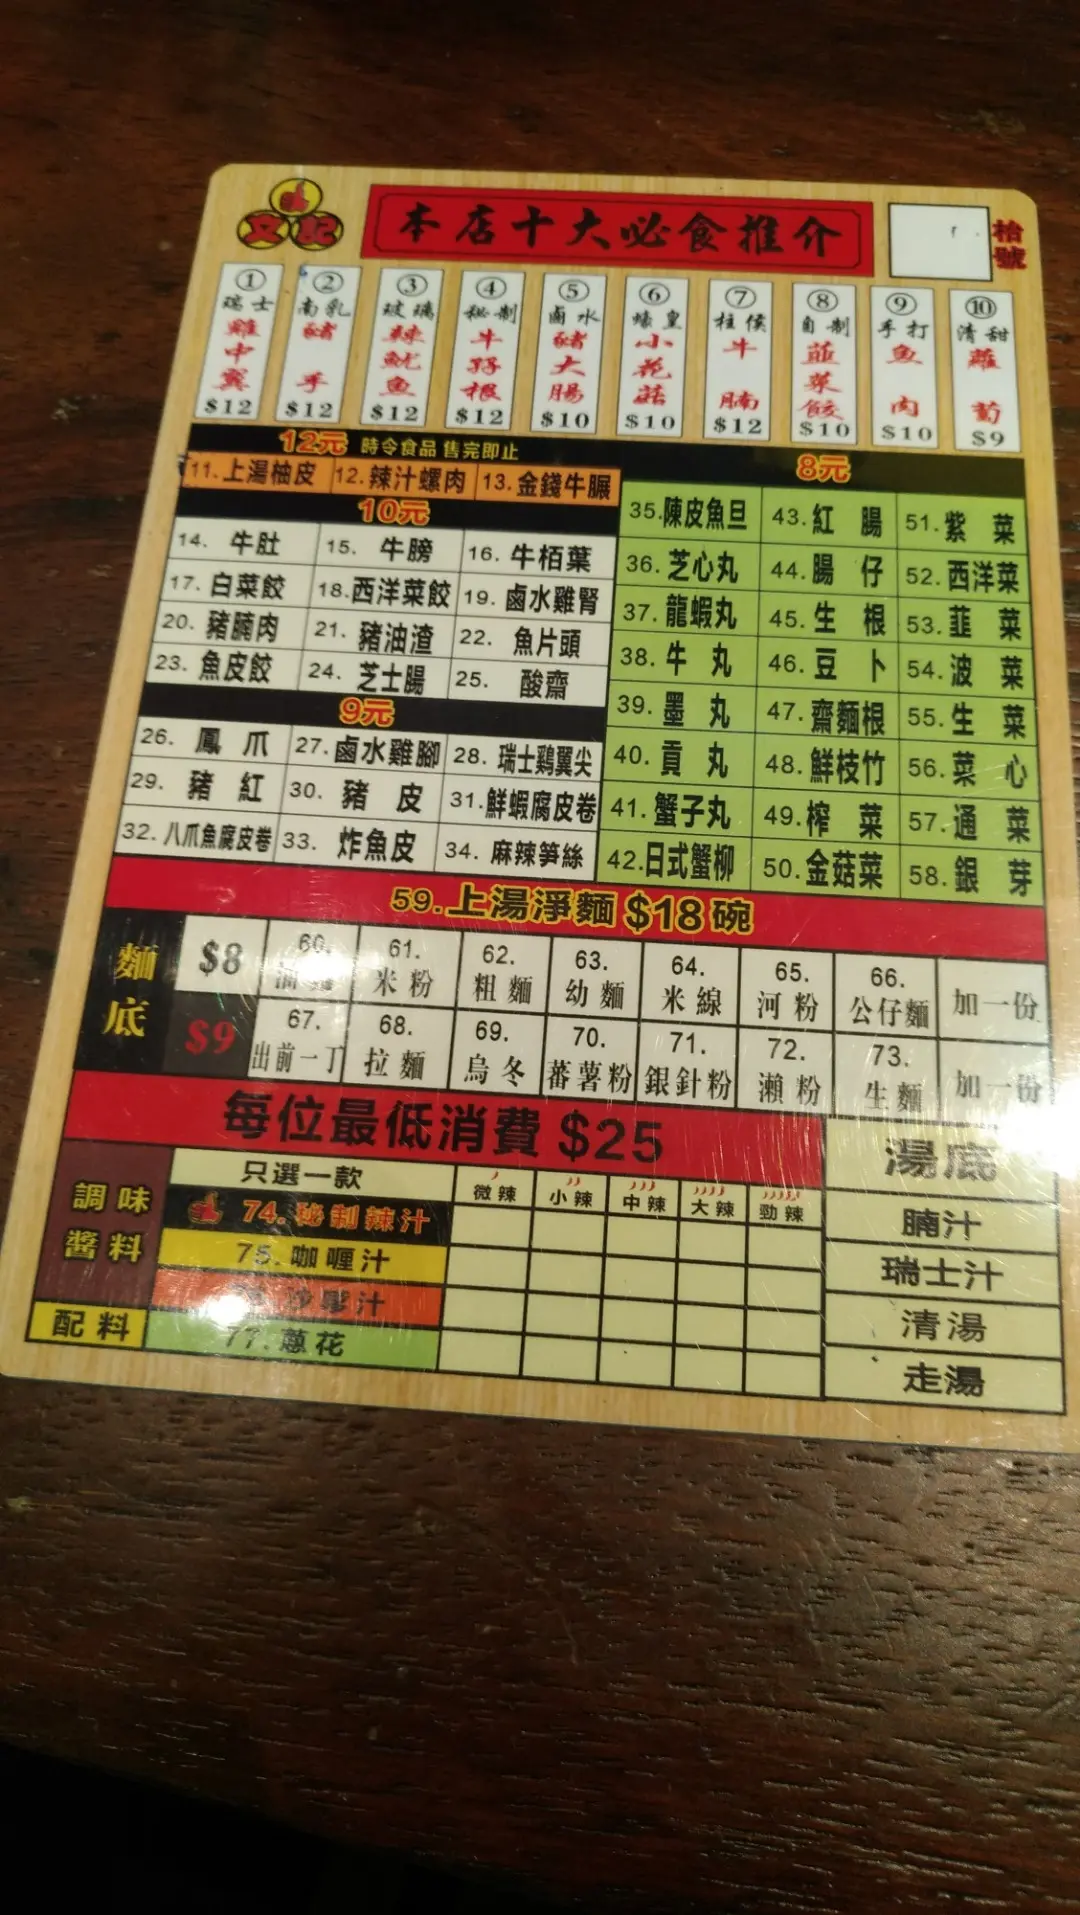 文記
本店十大必食推介
枱號
① 瑞士雞中翼 $12
② 南乳豬手 $12
③ 玻璃辣魷魚 $12
④ 秘制牛孖根 $12
⑤ 鹵水豬大腸 $10
⑥ 蠔皇小花菇 $10
⑦ 柱侯牛腩 $12
⑧ 自制韮菜餃 $10
⑨ 手打魚肉 $10
⑩ 清甜蘿蔔 $9
12元 時令食品 售完即止
11.上湯柚皮 12.辣汁螺肉 13.金錢牛𦟌
10元
14. 牛肚 15. 牛膀 16. 牛栢葉
17. 白菜餃 18.西洋菜餃 19. 鹵水雞腎
20. 豬腩肉 21. 豬油渣 22. 魚片頭
23. 魚皮餃 24. 芝士腸 25. 酸齋
9元
26. 鳳爪 27.鹵水雞腳 28.瑞士鷄翼尖
29. 豬紅 30. 豬皮 31.鮮蝦腐皮卷
32.八爪魚腐皮卷 33. 炸魚皮 34. 麻辣笋絲
8元
35.陳皮魚旦 43.紅腸 51.紫菜
36.芝心丸 44.腸仔 52.西洋菜
37.龍蝦丸 45.生根 53.韮菜
38.牛丸 46.豆卜 54.波菜
39.墨丸 47.齋麵根 55.生菜
40.貢丸 48.鮮枝竹 56.菜心
41.蟹子丸 49.榨菜 57.通菜
42.日式蟹柳 50.金菇菜 58.銀芽
59.上湯淨麵 $18碗
麵底
$8 60. 61.米粉 62.粗麵 63.幼麵 64.米線 65.河粉 66.公仔麵 加一份
$9 67.出前一丁 68.拉麵 69.烏冬 70.蕃薯粉 71.銀針粉 72.瀨粉 73.生麵 加一份
每位最低消費 $25
調味醬料
只選一款 微辣 小辣 中辣 大辣 勁辣
74.秘制辣汁
75.咖喱汁
沙嗲汁
配料
77.蔥花
湯底
腩汁
瑞士汁
清湯
走湯